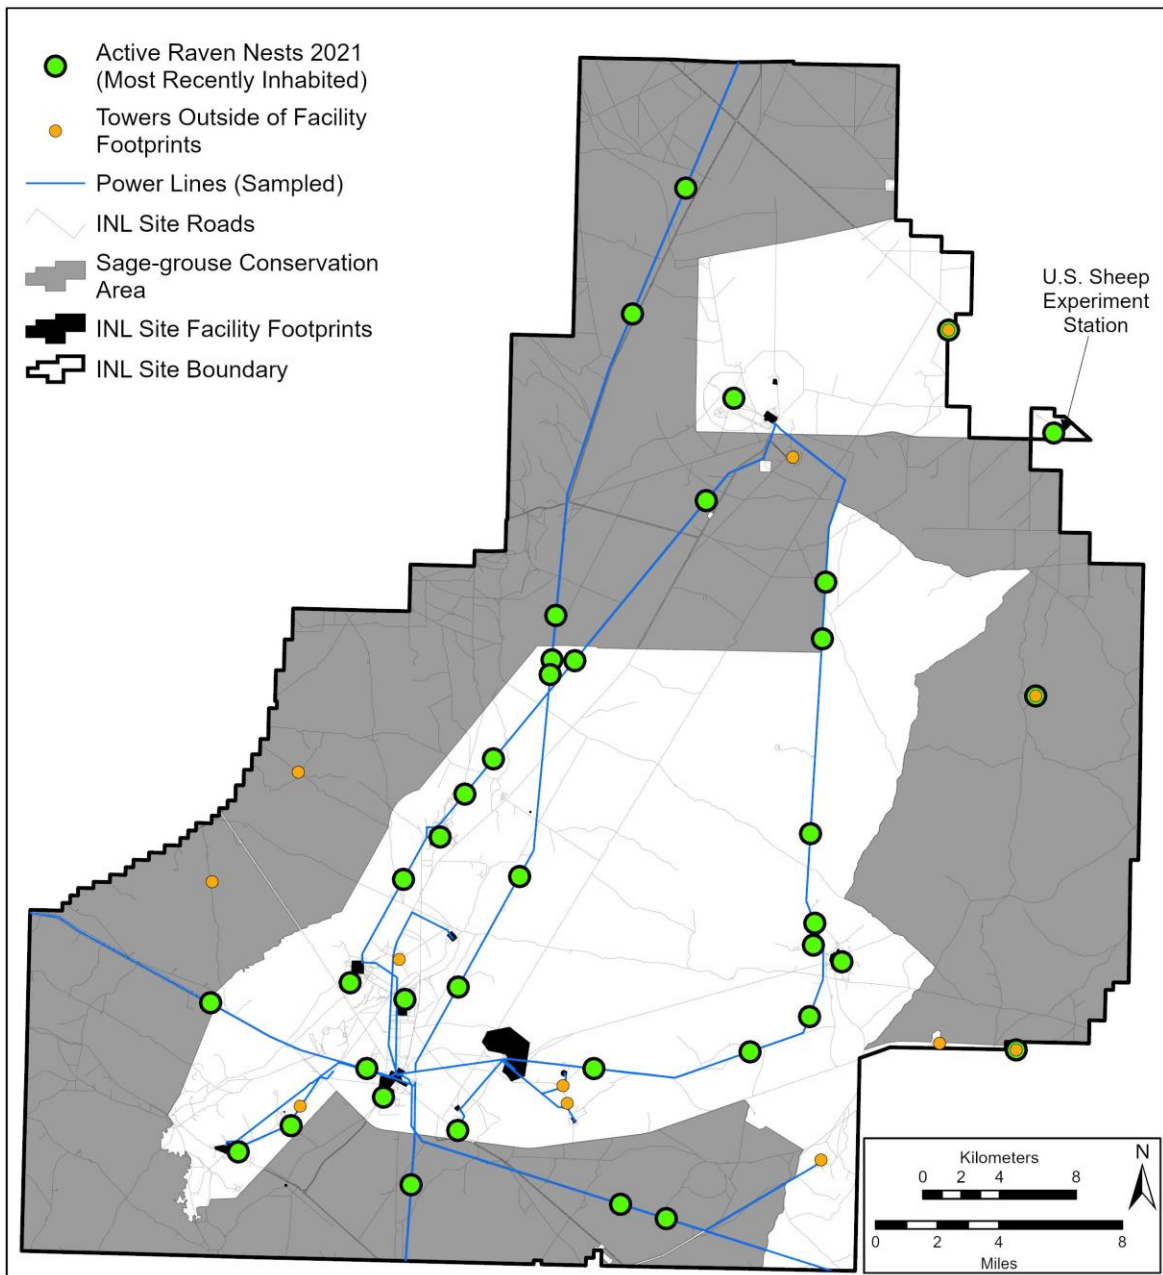 Active Raven Nests 2021
(Most Recently Inhabited)
Towers Outside of Facility
Footprints
Power Lines (Sampled)
INL Site Roads
Sage-grouse Conservation
Area
INL Site Facility Footprints
INL Site Boundary
U.S. Sheep
Experiment
Station
Kilometers
0 2 4 8
N
0 2 4 8
Miles